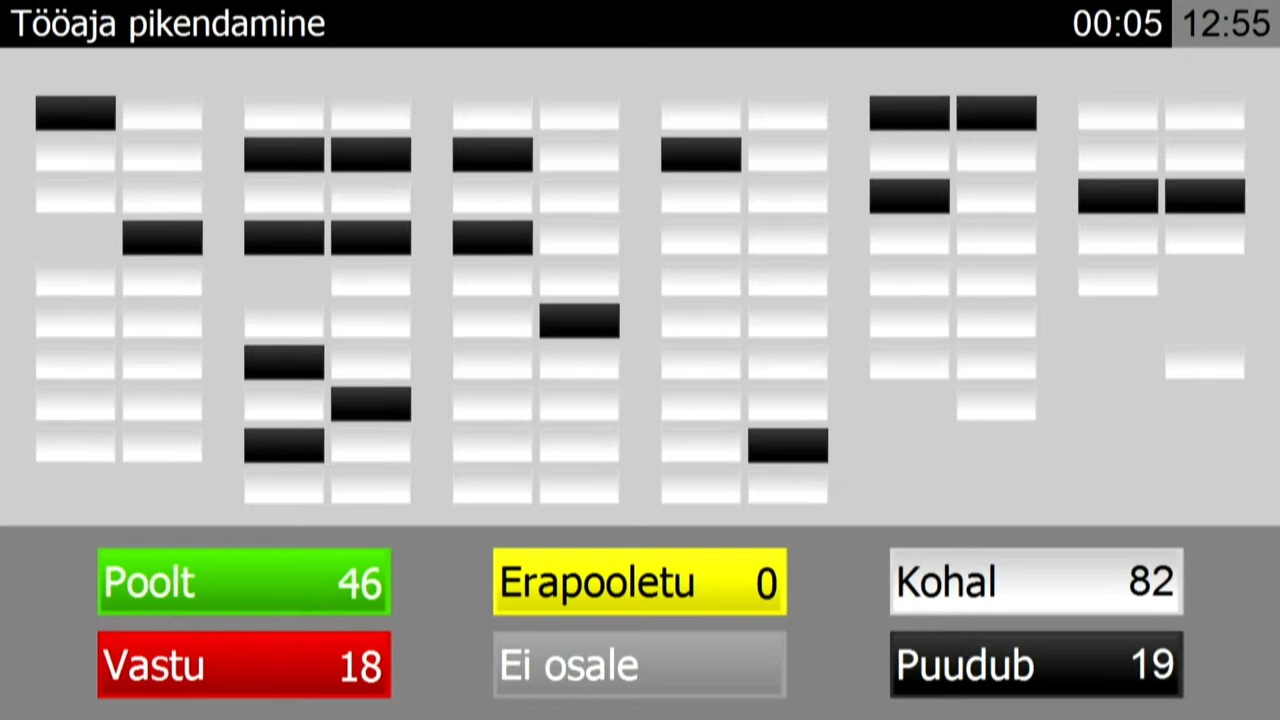 Tööaja pikendamine 00:05 12:55
Poolt 46 Erapooletu 0 Kohal 82
Vastu 18 Ei osale Puudub 19